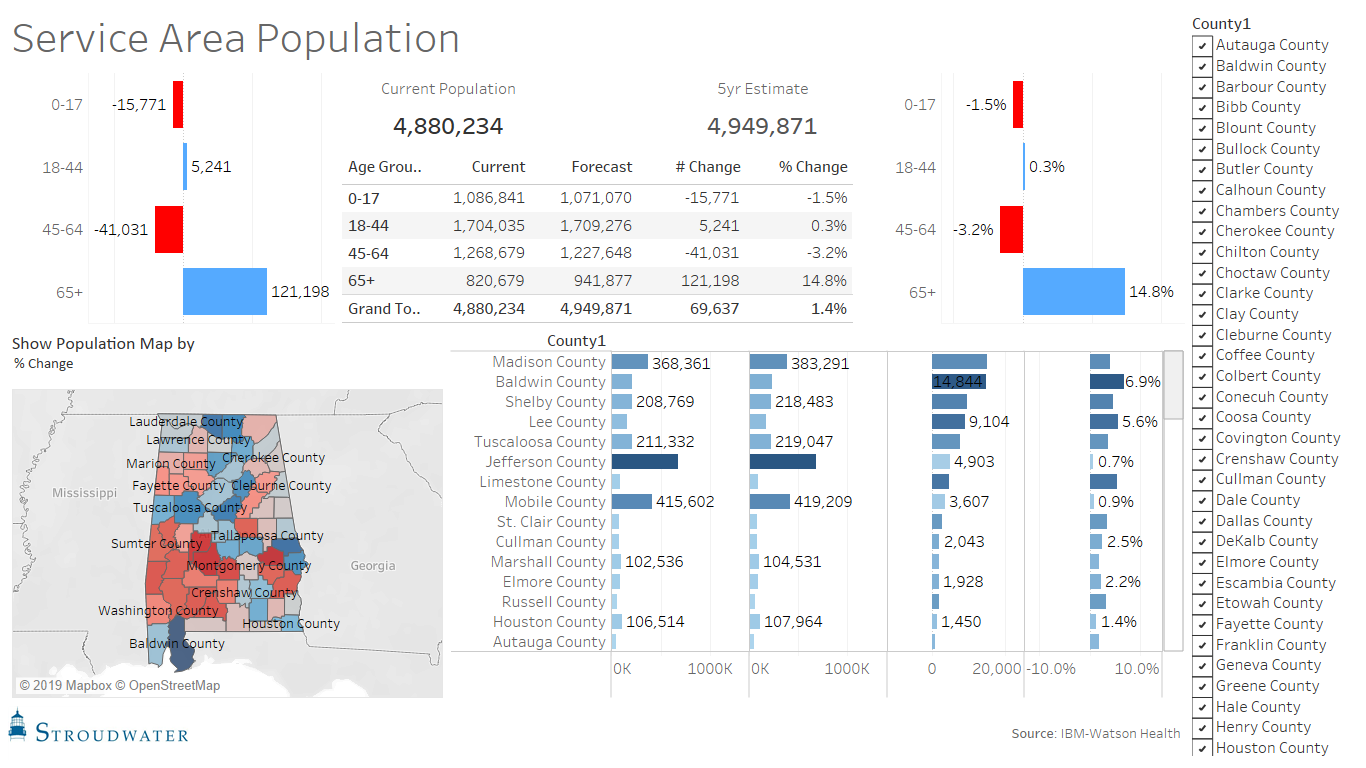 Service Area Population
0-17 -15,771
18-44 5,241
45-64 -41,031
65+ 121,198
Current Population 5yr Estimate
4,880,234 4,949,871
Age Grou.. Current Forecast # Change % Change
0-17 1,086,841 1,071,070 -15,771 -1.5%
18-44 1,704,035 1,709,276 5,241 0.3%
45-64 1,268,679 1,227,648 -41,031 -3.2%
65+ 820,679 941,877 121,198 14.8%
Grand To.. 4,880,234 4,949,871 69,637 1.4%
0-17 -1.5%
18-44 0.3%
45-64 -3.2%
65+ 14.8%
Show Population Map by
% Change
Lauderdale County
Lawrence County
Cherokee County
Marion County
Fayette County Cleburne County
Mississippi
Tuscaloosa County
Tallapoosa County
Sumter County
Montgomery County Georgia
Crenshaw County
Washington County
Houston County
Baldwin County
© 2019 Mapbox © OpenStreetMap
County1
Madison County 368,361 383,291
Baldwin County 14,844 6.9%
Shelby County 208,769 218,483
Lee County 9,104 5.6%
Tuscaloosa County 211,332 219,047
Jefferson County 4,903 0.7%
Limestone County
Mobile County 415,602 419,209 3,607 0.9%
St. Clair County
Cullman County 2,043 2.5%
Marshall County 102,536 104,531
Elmore County 1,928 2.2%
Russell County
Houston County 106,514 107,964 1,450 1.4%
Autauga County
0K 1000K 0K 1000K 0 20,000 -10.0% 10.0%
STROUDWATER
Source: IBM-Watson Health
County1
Autauga County
Baldwin County
Barbour County
Bibb County
Blount County
Bullock County
Butler County
Calhoun County
Chambers County
Cherokee County
Chilton County
Choctaw County
Clarke County
Clay County
Cleburne County
Coffee County
Colbert County
Conecuh County
Coosa County
Covington County
Crenshaw County
Cullman County
Dale County
Dallas County
DeKalb County
Elmore County
Escambia County
Etowah County
Fayette County
Franklin County
Geneva County
Greene County
Hale County
Henry County
Houston County